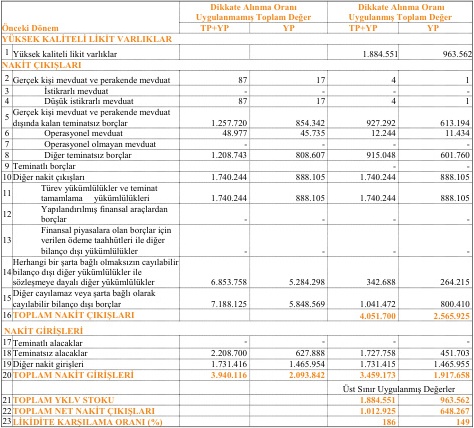 Dikkate Alınma Oranı Dikkate Alınma Oranı
Uygulanmamış Toplam Değer Uygulanmış Toplam Değer
Önceki Dönem TP+YP YP TP+YP YP
YÜKSEK KALİTELİ LİKİT VARLIKLAR
1 Yüksek kaliteli likit varlıklar 1.884.551 963.562
NAKİT ÇIKIŞLARI
2 Gerçek kişi mevduat ve perakende mevduat 87 17 4 1
3 İstikrarlı mevduat - - - -
4 Düşük istikrarlı mevduat 87 17 4 1
5 Gerçek kişi mevduat ve perakende mevduat
dışında kalan teminatsız borçlar 1.257.720 854.342 927.292 613.194
6 Operasyonel mevduat 48.977 45.735 12.244 11.434
7 Operasyonel olmayan mevduat - - - -
8 Diğer teminatsız borçlar 1.208.743 808.607 915.048 601.760
9 Teminatlı borçlar - -
10 Diğer nakit çıkışları 1.740.244 888.105 1.740.244 888.105
11 Türev yükümlülükler ve teminat
tamamlama yükümlülükleri 1.740.244 888.105 1.740.244 888.105
12 Yapılandırılmış finansal araçlardan
borçlar - - - -
13 Finansal piyasalara olan borçlar için
verilen ödeme taahhütleri ile diğer
bilanço dışı yükümlülükler - - - -
14 Herhangi bir şarta bağlı olmaksızın cayılabilir
bilanço dışı diğer yükümlülükler ile
sözleşmeye dayalı diğer yükümlülükler 6.853.758 5.284.298 342.688 264.215
15 Diğer cayılamaz veya şarta bağlı olarak
cayılabilir bilanço dışı borçlar 7.188.125 5.848.569 1.041.472 800.410
16 TOPLAM NAKİT ÇIKIŞLARI 4.051.700 2.565.925
NAKİT GİRİŞLERİ
17 Teminatlı alacaklar - - - -
18 Teminatsız alacaklar 2.208.700 627.888 1.727.758 451.703
19 Diğer nakit girişleri 1.731.416 1.465.954 1.731.415 1.465.955
20 TOPLAM NAKİT GİRİŞLERİ 3.940.116 2.093.842 3.459.173 1.917.658
Üst Sınır Uygulanmış Değerler
21 TOPLAM YKLV STOKU 1.884.551 963.562
22 TOPLAM NET NAKİT ÇIKIŞLARI 1.012.925 648.267
23 LİKİDİTE KARŞILAMA ORANI (%) 186 149